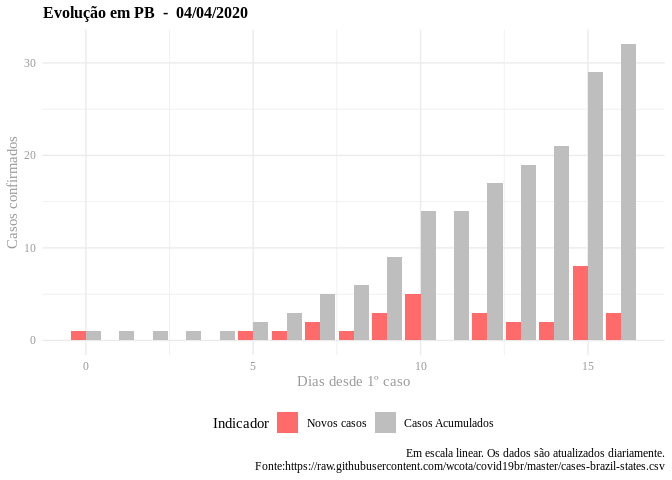 Evolução em PB - 04/04/2020
Casos confirmados
30
20
10
0
0
5
10
15
Dias desde 1º caso
Indicador
Novos casos
Casos Acumulados
Em escala linear. Os dados são atualizados diariamente.
Fonte:https://raw.githubusercontent.com/wcota/covid19br/master/cases-brazil-states.csv